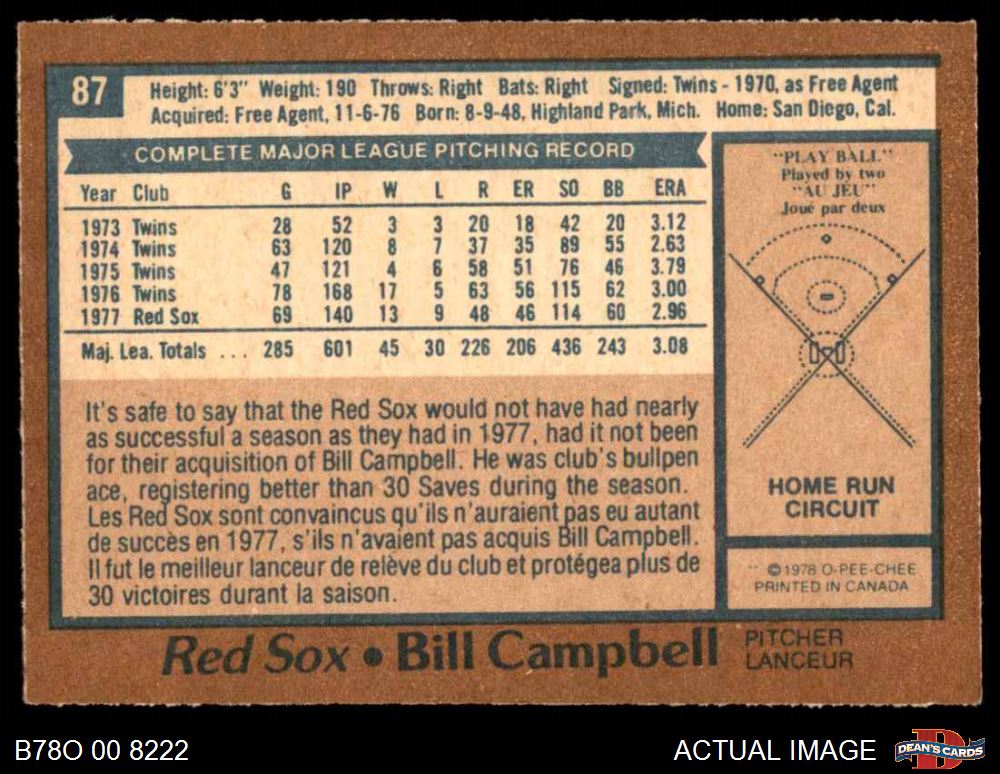 87
Height: 6'3" Weight: 190 Throws: Right Bats: Right Signed: Twins - 1970, as Free Agent
Acquired: Free Agent, 11-6-76 Born: 8-9-48, Highland Park, Mich. Home: San Diego, Cal.
COMPLETE MAJOR LEAGUE PITCHING RECORD
Year Club G IP W L R ER SO BB ERA
1973 Twins 28 52 3 3 20 18 42 20 3.12
1974 Twins 63 120 8 7 37 35 89 55 2.63
1975 Twins 47 121 4 6 58 51 76 46 3.79
1976 Twins 78 168 17 5 63 56 115 62 3.00
1977 Red Sox 69 140 13 9 48 46 114 60 2.96
Maj. Lea. Totals ... 285 601 45 30 226 206 436 243 3.08
It's safe to say that the Red Sox would not have had nearly
as successful a season as they had in 1977, had it not been
for their acquisition of Bill Campbell. He was club's bullpen
ace, registering better than 30 Saves during the season.
Les Red Sox sont convaincus qu'ils n'auraient pas eu autant
de succès en 1977, s'ils n'avaient pas acquis Bill Campbell.
Il fut le meilleur lanceur de relève du club et protégea plus de
30 victoires durant la saison.
"PLAY BALL"
Played by two
"AU JEU"
Joué par deux
HOME RUN
CIRCUIT
©1978 O-PEE-CHEE
PRINTED IN CANADA
Red Sox • Bill Campbell
PITCHER
LANCEUR
B78O 00 8222
ACTUAL IMAGE
DEAN'S CARDS